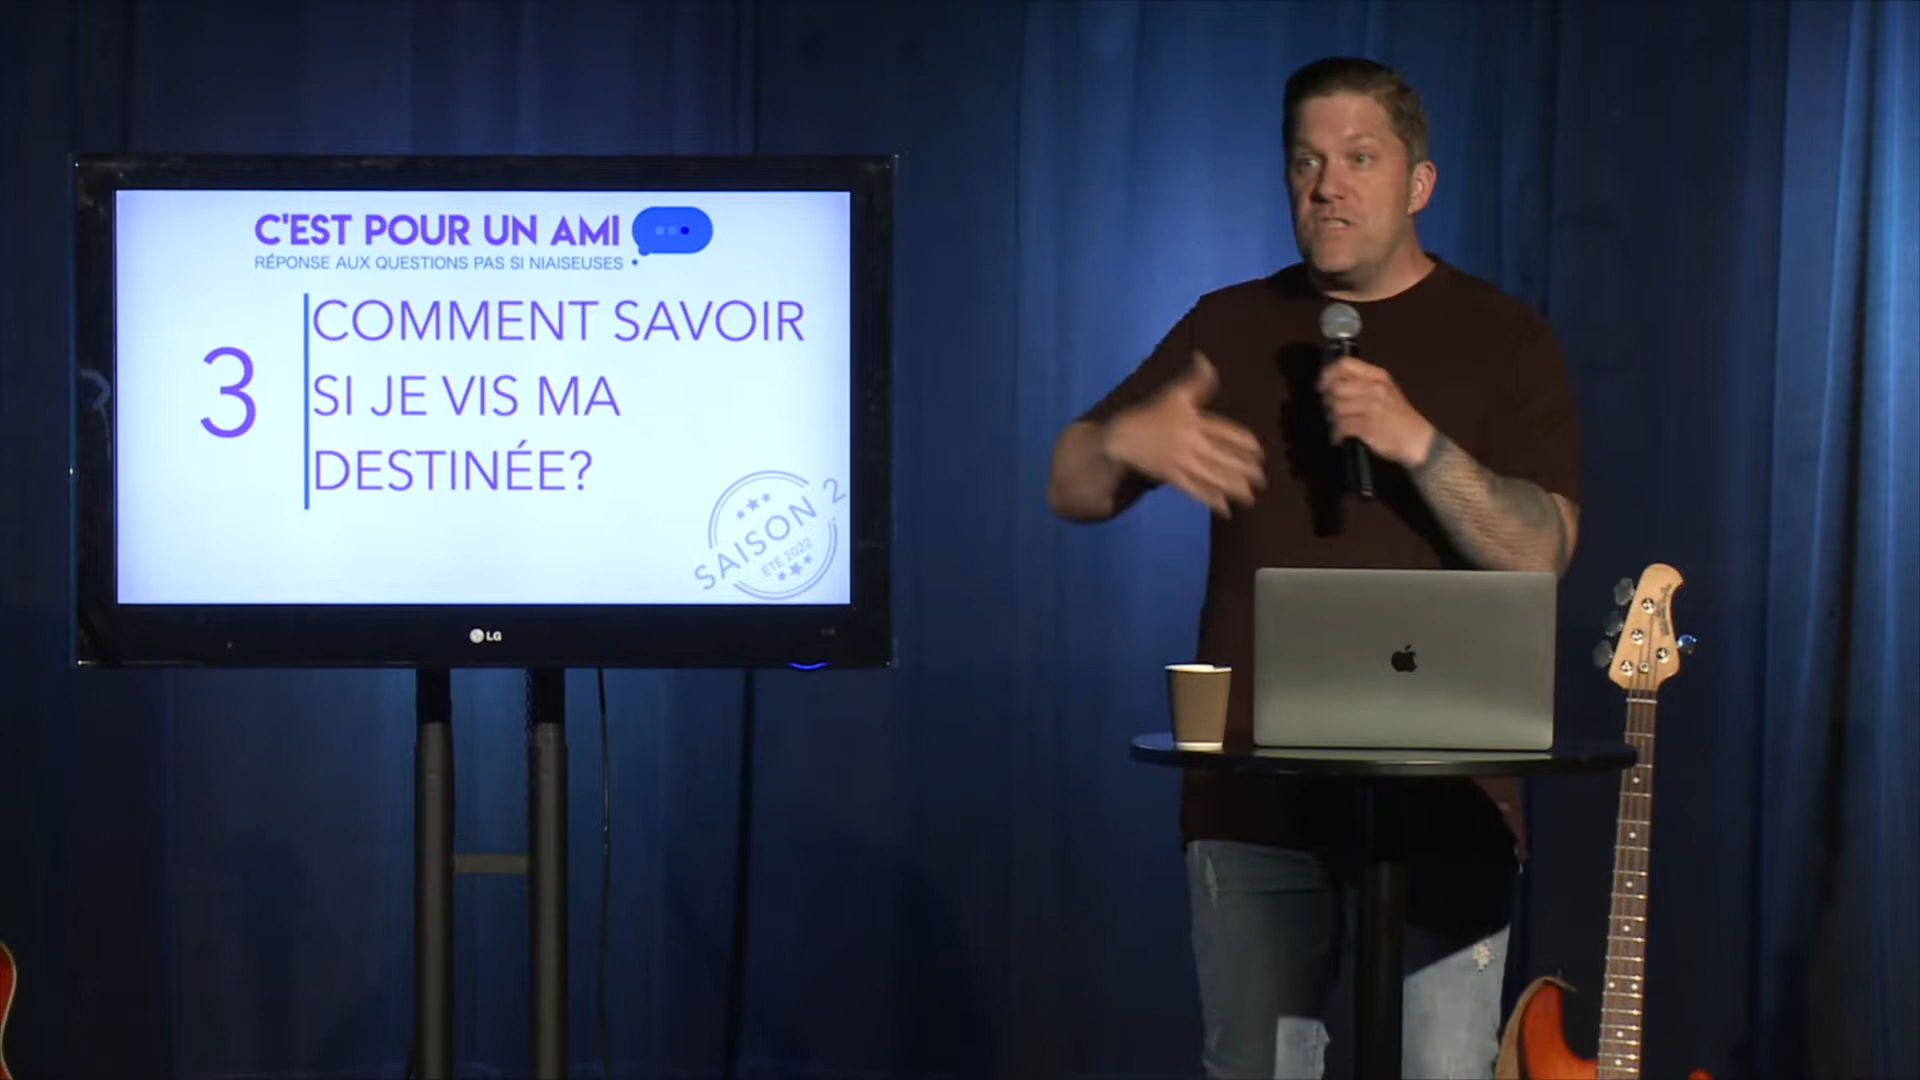 C'EST POUR UN AMI
RÉPONSE AUX QUESTIONS PAS SI NIAISEUSES
3
COMMENT SAVOIR
SI JE VIS MA
DESTINÉE?
SAISON 2
ÉTÉ 2022
LG